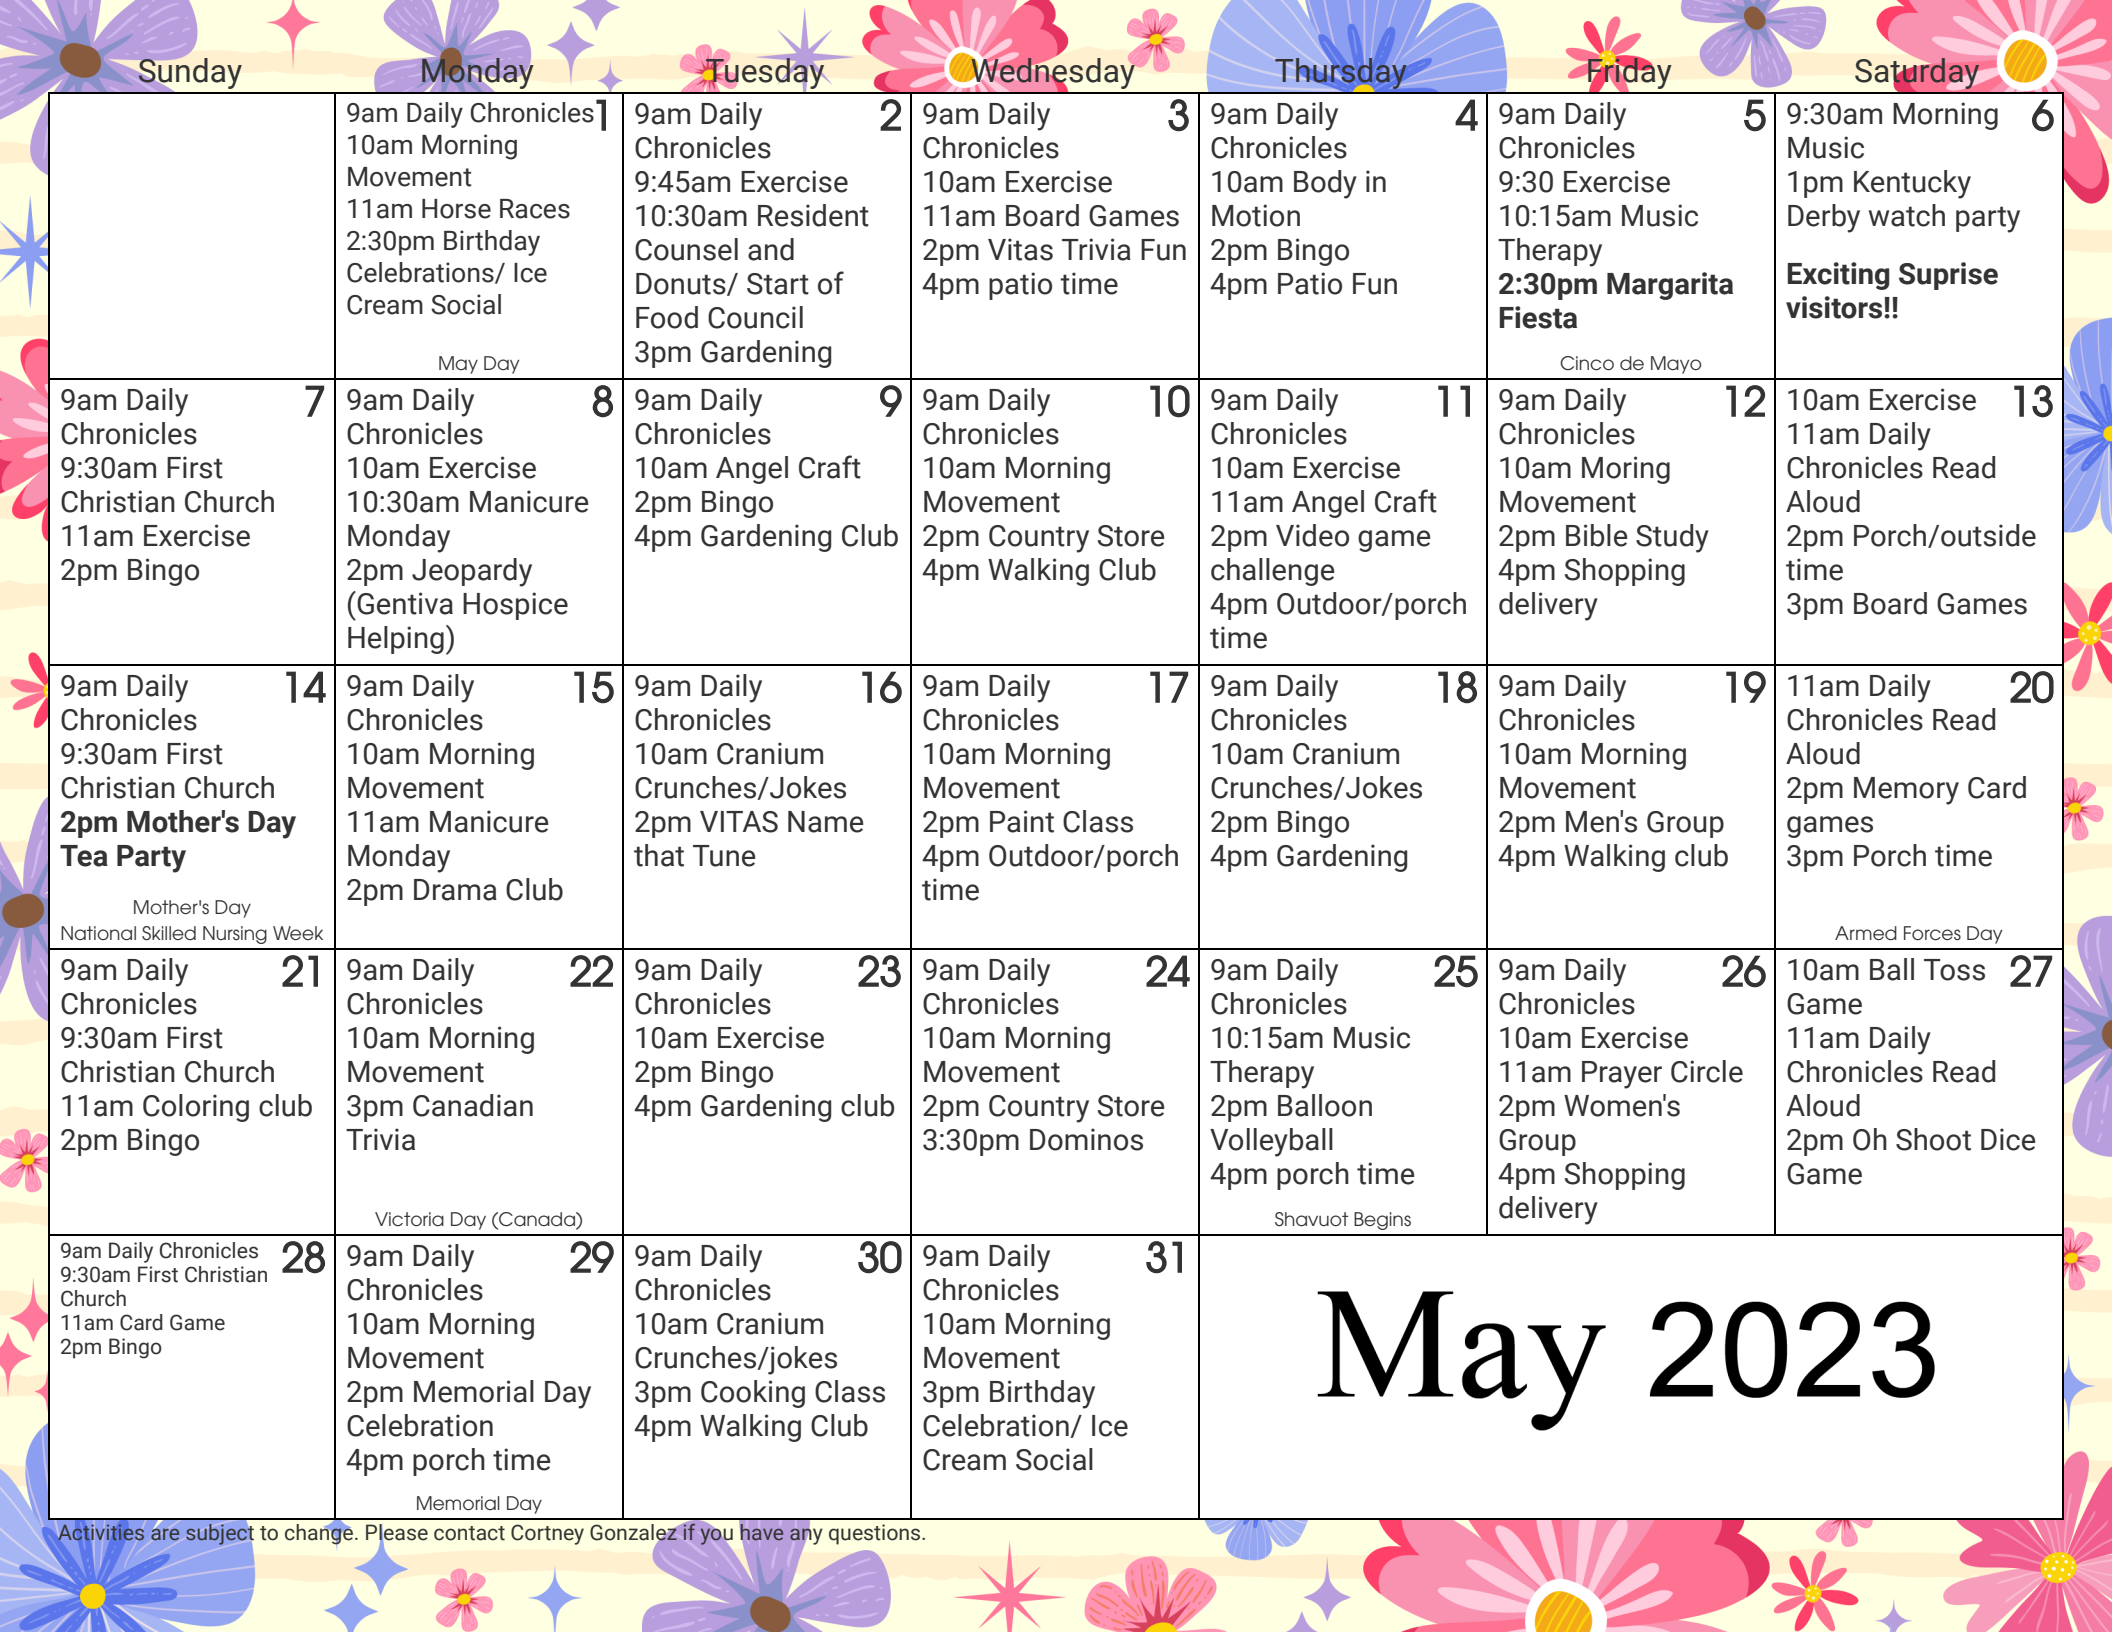 Sunday Monday Tuesday Wednesday Thursday Friday Saturday
9am Daily Chronicles 1
10am Morning
Movement
11am Horse Races
2:30pm Birthday
Celebrations/ Ice
Cream Social
May Day
9am Daily 2
Chronicles
9:45am Exercise
10:30am Resident
Counsel and
Donuts/ Start of
Food Council
3pm Gardening
9am Daily 3
Chronicles
10am Exercise
11am Board Games
2pm Vitas Trivia Fun
4pm patio time
9am Daily 4
Chronicles
10am Body in
Motion
2pm Bingo
4pm Patio Fun
9am Daily 5
Chronicles
9:30 Exercise
10:15am Music
Therapy
2:30pm Margarita
Fiesta
Cinco de Mayo
9:30am Morning 6
Music
1pm Kentucky
Derby watch party
Exciting Suprise
visitors!!
9am Daily 7
Chronicles
9:30am First
Christian Church
11am Exercise
2pm Bingo
9am Daily 8
Chronicles
10am Exercise
10:30am Manicure
Monday
2pm Jeopardy
(Gentiva Hospice
Helping)
9am Daily 9
Chronicles
10am Angel Craft
2pm Bingo
4pm Gardening Club
9am Daily 10
Chronicles
10am Morning
Movement
2pm Country Store
4pm Walking Club
9am Daily 11
Chronicles
10am Exercise
11am Angel Craft
2pm Video game
challenge
4pm Outdoor/porch
time
9am Daily 12
Chronicles
10am Moring
Movement
2pm Bible Study
4pm Shopping
delivery
10am Exercise 13
11am Daily
Chronicles Read
Aloud
2pm Porch/outside
time
3pm Board Games
9am Daily 14
Chronicles
9:30am First
Christian Church
2pm Mother's Day
Tea Party
Mother's Day
National Skilled Nursing Week
9am Daily 15
Chronicles
10am Morning
Movement
11am Manicure
Monday
2pm Drama Club
9am Daily 16
Chronicles
10am Cranium
Crunches/Jokes
2pm VITAS Name
that Tune
9am Daily 17
Chronicles
10am Morning
Movement
2pm Paint Class
4pm Outdoor/porch
time
9am Daily 18
Chronicles
10am Cranium
Crunches/Jokes
2pm Bingo
4pm Gardening
9am Daily 19
Chronicles
10am Morning
Movement
2pm Men's Group
4pm Walking club
11am Daily 20
Chronicles Read
Aloud
2pm Memory Card
games
3pm Porch time
Armed Forces Day
9am Daily 21
Chronicles
9:30am First
Christian Church
11am Coloring club
2pm Bingo
9am Daily 22
Chronicles
10am Morning
Movement
3pm Canadian
Trivia
Victoria Day (Canada)
9am Daily 23
Chronicles
10am Exercise
2pm Bingo
4pm Gardening club
9am Daily 24
Chronicles
10am Morning
Movement
2pm Country Store
3:30pm Dominos
9am Daily 25
Chronicles
10:15am Music
Therapy
2pm Balloon
Volleyball
4pm porch time
Shavuot Begins
9am Daily 26
Chronicles
10am Exercise
11am Prayer Circle
2pm Women's
Group
4pm Shopping
delivery
10am Ball Toss 27
Game
11am Daily
Chronicles Read
Aloud
2pm Oh Shoot Dice
Game
9am Daily Chronicles 28
9:30am First Christian
Church
11am Card Game
2pm Bingo
9am Daily 29
Chronicles
10am Morning
Movement
2pm Memorial Day
Celebration
4pm porch time
Memorial Day
9am Daily 30
Chronicles
10am Cranium
Crunches/jokes
3pm Cooking Class
4pm Walking Club
9am Daily 31
Chronicles
10am Morning
Movement
3pm Birthday
Celebration/ Ice
Cream Social
May 2023
Activities are subject to change. Please contact Cortney Gonzalez if you have any questions.